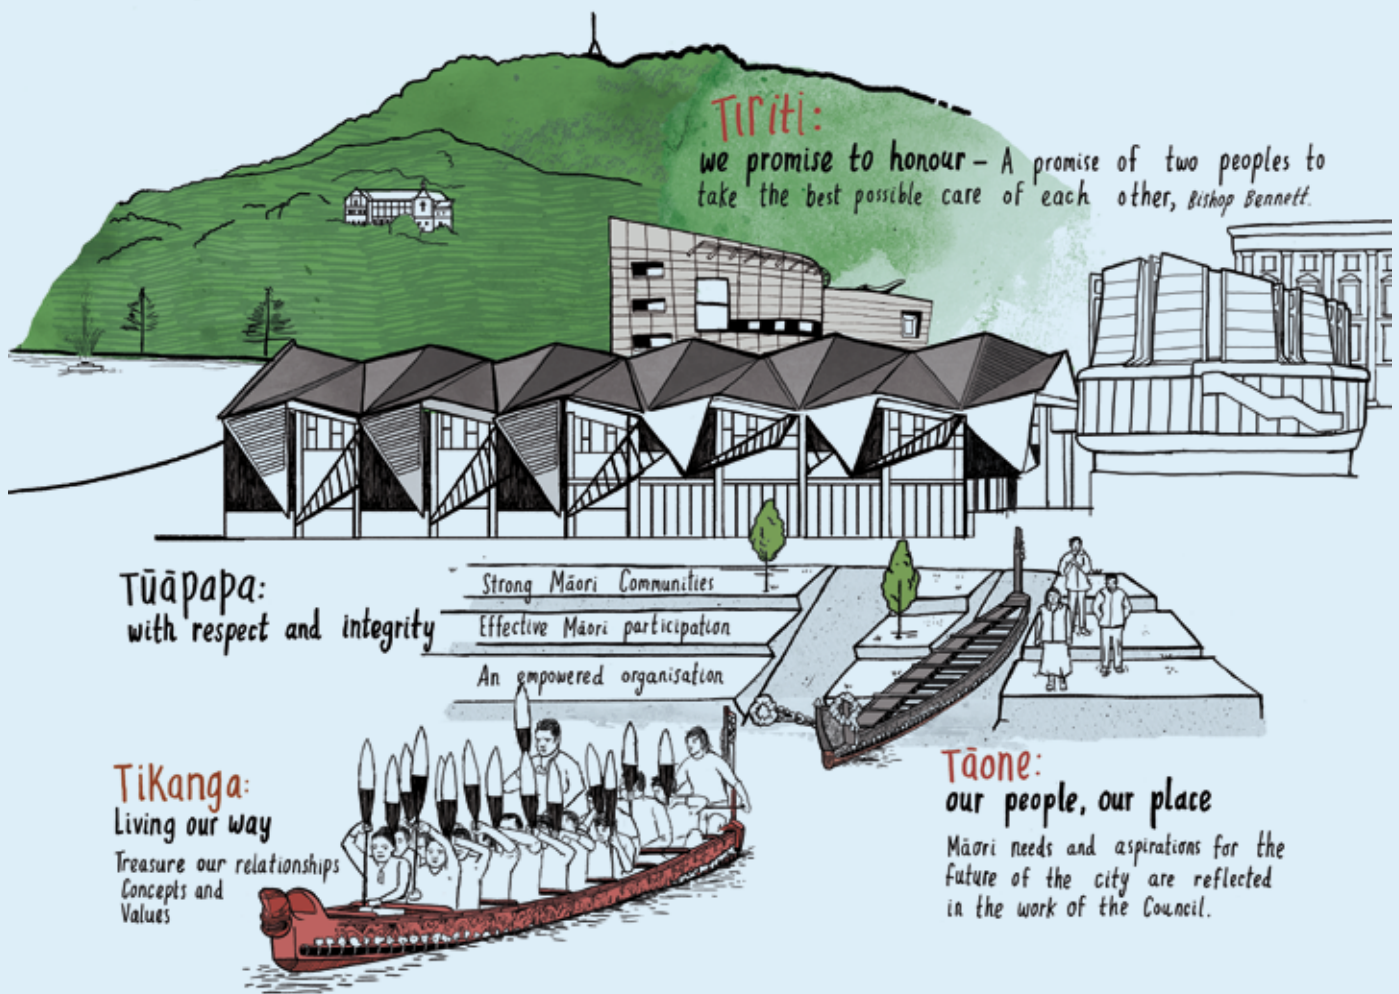 Tiriti:
we promise to honour – A promise of two peoples to
take the best possible care of each other, Bishop Bennett.
Tūāpapa:
with respect and integrity
Strong Māori Communities
Effective Māori participation
An empowered organisation
Tikanga:
Living our way
Treasure our relationships
Concepts and
Values
Tāone:
our people, our place
Māori needs and aspirations for the
future of the city are reflected
in the work of the Council.